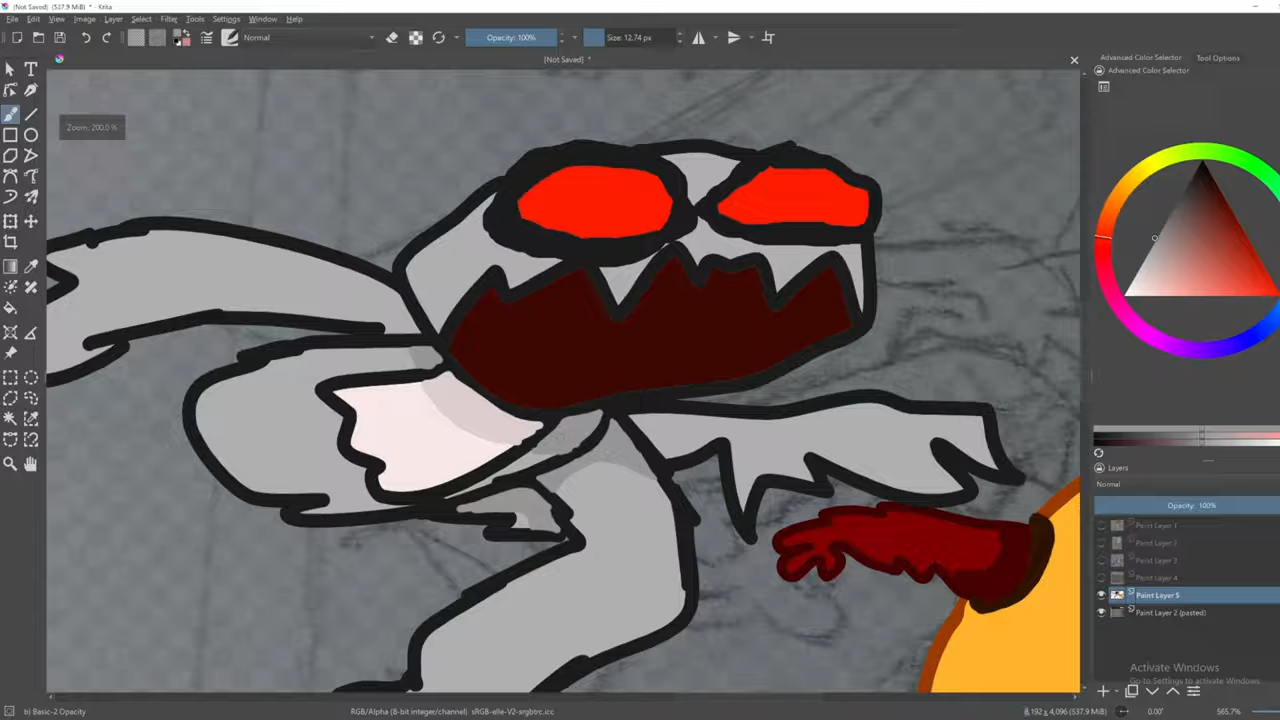 [Not Saved] (537.9 MiB) * - Krita
File Edit View Image Layer Select Filter Tools Settings Window Help
Normal
Opacity: 100%
Size: 12.74 px
[Not Saved] *
Advanced Color Selector
Tool Options
Advanced Color Selector
Zoom: 200.0 %
Layers
Normal
Opacity: 100%
Paint Layer 1
Paint Layer 3
Paint Layer 4
Paint Layer 5
Paint Layer 2 (pasted)
Activate Windows
Go to Settings to activate Windows.
b) Basic-2 Opacity
RGB/Alpha (8-bit integer/channel) sRGB-elle-V2-srgbtrc.icc
8,192 x 4,096 (537.9 MiB)
0.00°
565.7%